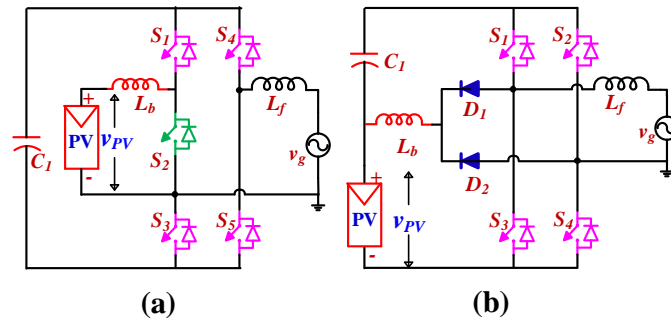 S1 S4
Lb
Lf
+
PV vPV
-
C1
S2
vg
S3 S5
(a)
S1 S2
C1
D1
Lf
Lb
vg
D2
+
PV vPV
-
S3 S4
(b)